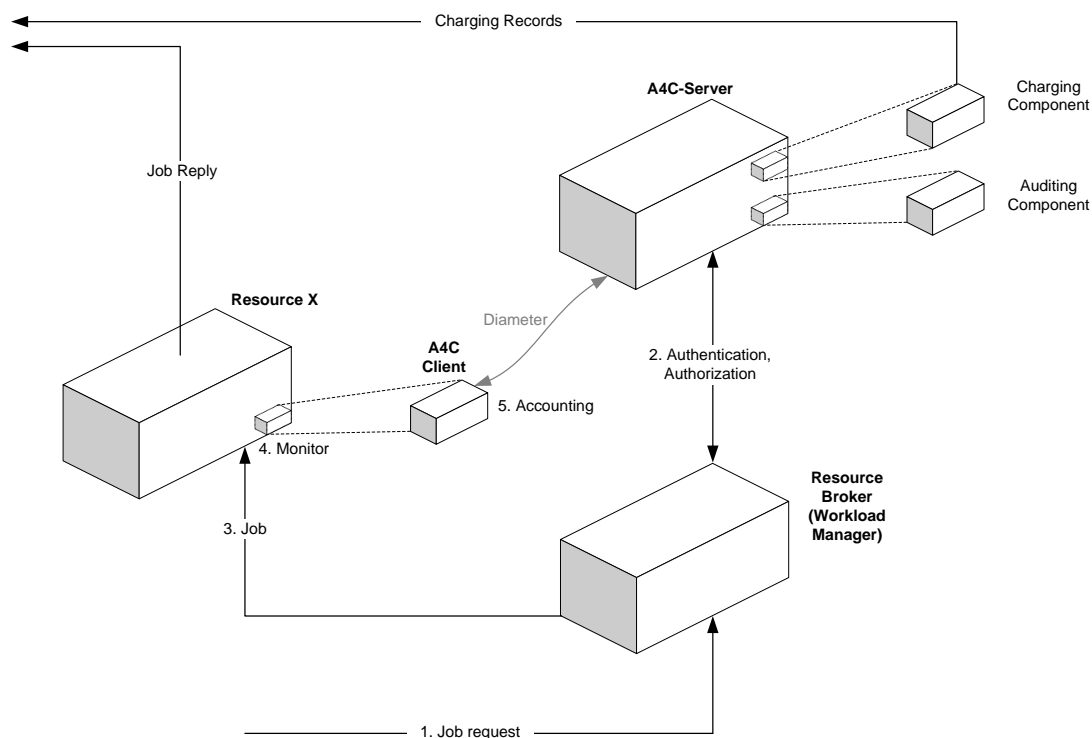 Charging Records
A4C-Server
Charging
Component
Job Reply
Auditing
Component
Resource X
Diameter
A4C
Client
2. Authentication,
Authorization
5. Accounting
4. Monitor
Resource
Broker
(Workload
Manager)
3. Job
1. Job request